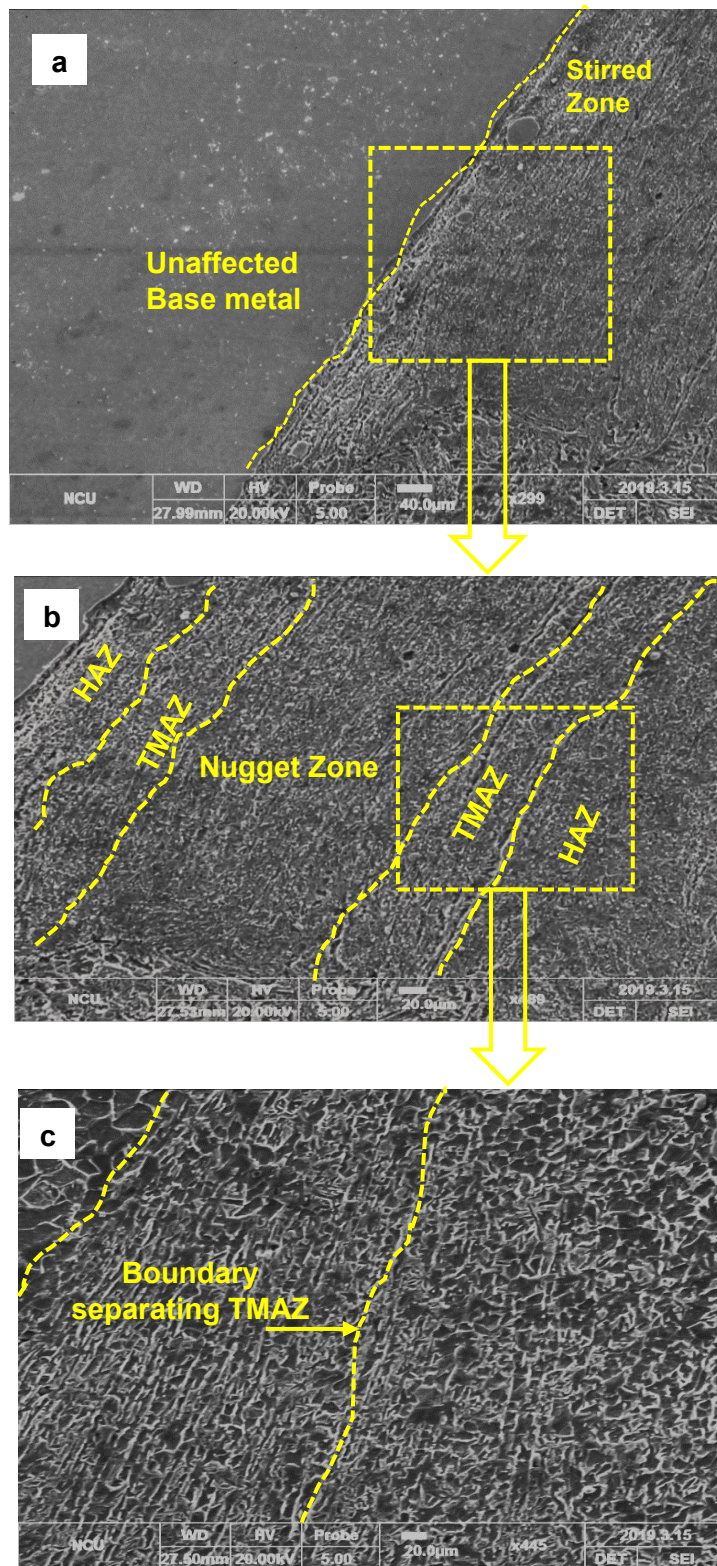 a
Stirred
Zone
Unaffected
Base metal
NCU WD HV Probe 40.0μm x299 2019.3.15
27.99mm 20.00kV 5.00 DET SEI
b
HAZ
TMAZ
Nugget Zone
TMAZ
HAZ
NCU WD HV Probe 20.0μm 2019.3.15
27.53mm 20.00kV 5.00 DET SEI
c
Boundary
separating TMAZ
NCU WD HV Probe 20.0μm x445 2019.3.15
27.50mm 20.00kV 5.00 DET SEI